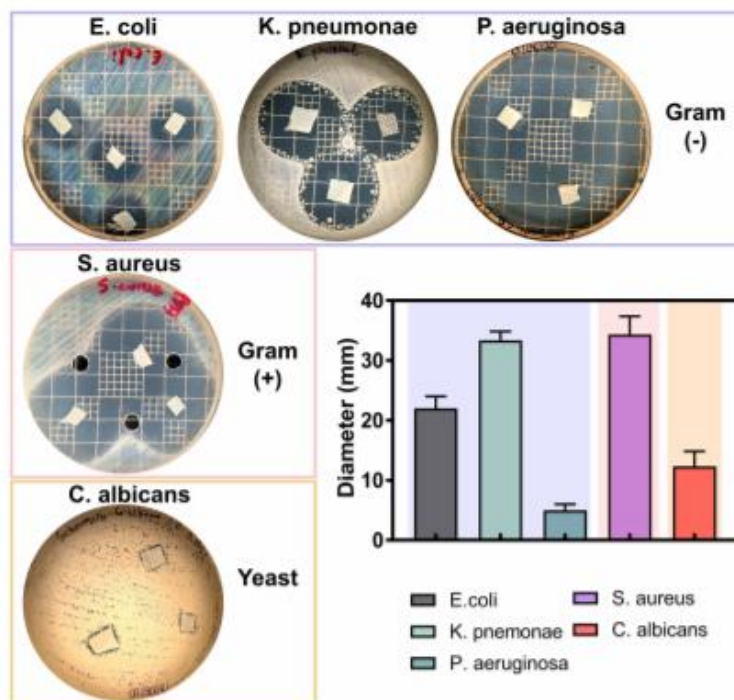 E. coli
K. pneumonae
P. aeruginosa
Gram
(-)
E. coli
S. aureus
Gram
(+)
C. albicans
Yeast
40
30
20
10
0
Diameter (mm)
E.coli
K. pnemonae
P. aeruginosa
S. aureus
C. albicans